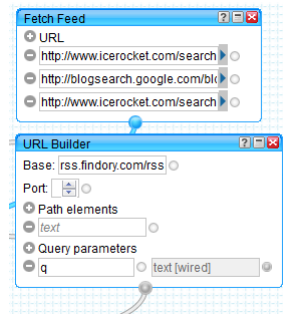 Fetch Feed
URL
http://www.icerocket.com/search
http://blogsearch.google.com/blo
http://www.icerocket.com/search
URL Builder
Base: rss.findory.com/rss
Port:
Path elements
text
Query parameters
q text [wired]